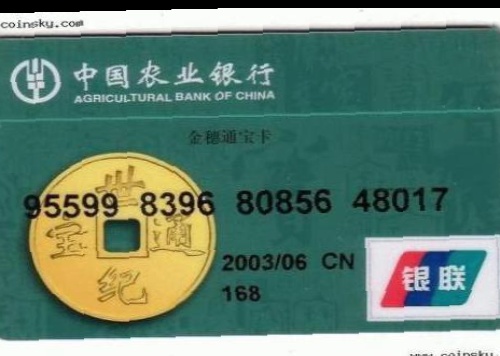 coinsky.com
中国农业银行
AGRICULTURAL BANK OF CHINA
金穗通宝卡
世
95599 8396 80856 48017
宝 通
纪
2003/06 CN
168
银联
www.coinsky.com